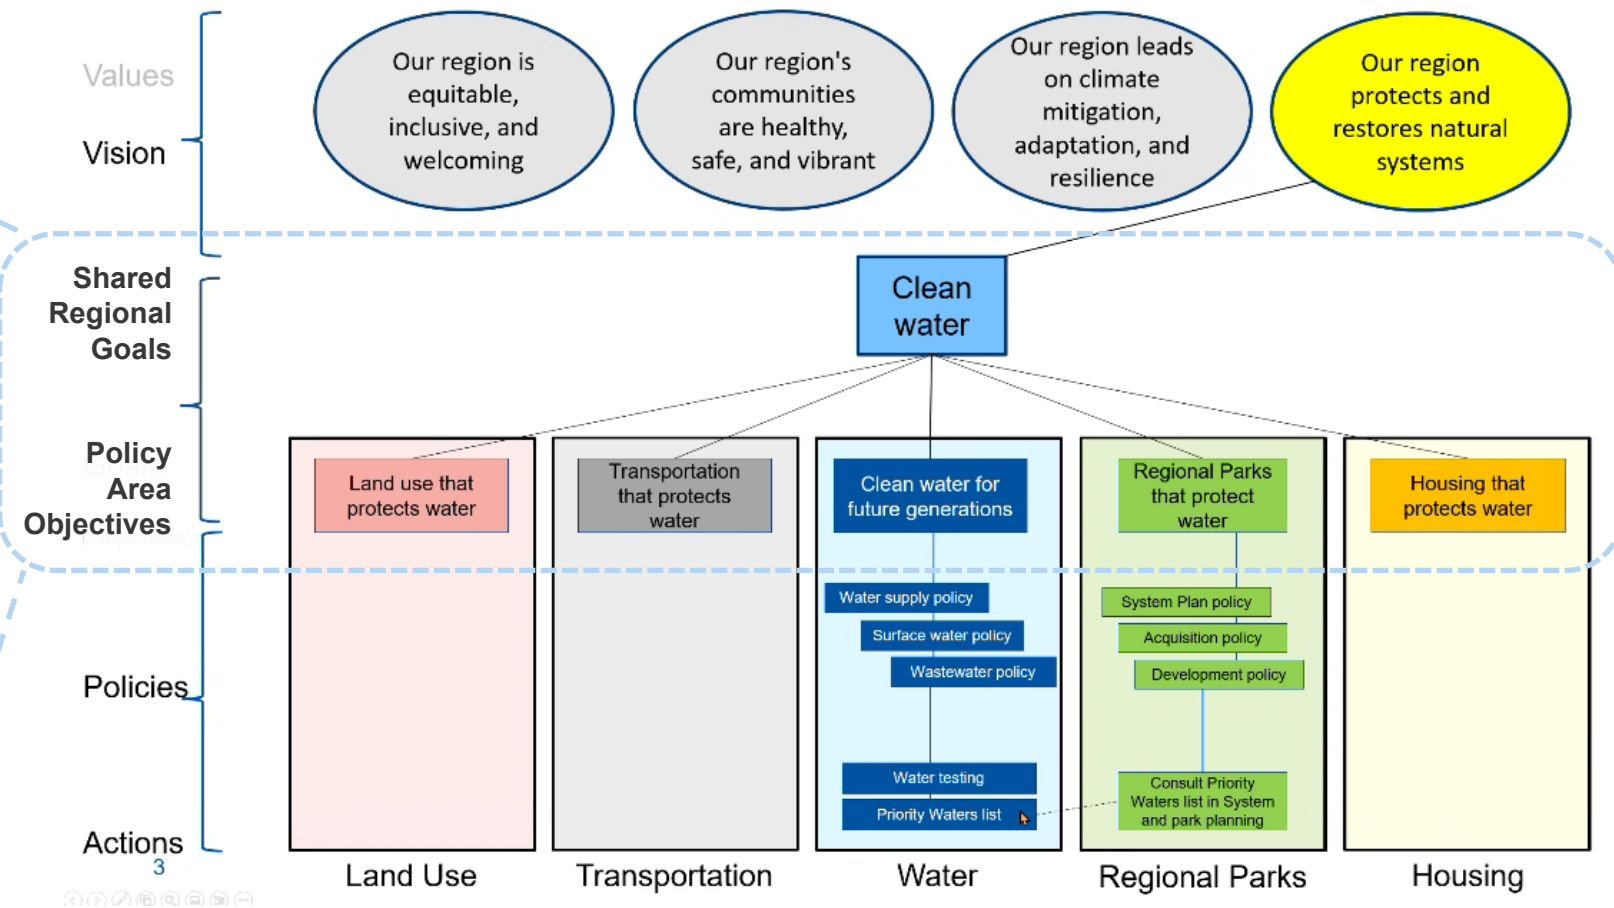 Values
Vision
Our region is
equitable,
inclusive, and
welcoming
Our region's
communities
are healthy,
safe, and vibrant
Our region leads
on climate
mitigation,
adaptation, and
resilience
Our region
protects and
restores natural
systems
Shared
Regional
Goals
Clean
water
Policy
Area
Objectives
Land use that
protects water
Transportation
that protects
water
Clean water for
future generations
Regional Parks
that protect
water
Housing that
protects water
Policies
Water supply policy
Surface water policy
Wastewater policy
System Plan policy
Acquisition policy
Development policy
Actions
3
Water testing
Priority Waters list
Consult Priority
Waters list in System
and park planning
Land Use
Transportation
Water
Regional Parks
Housing